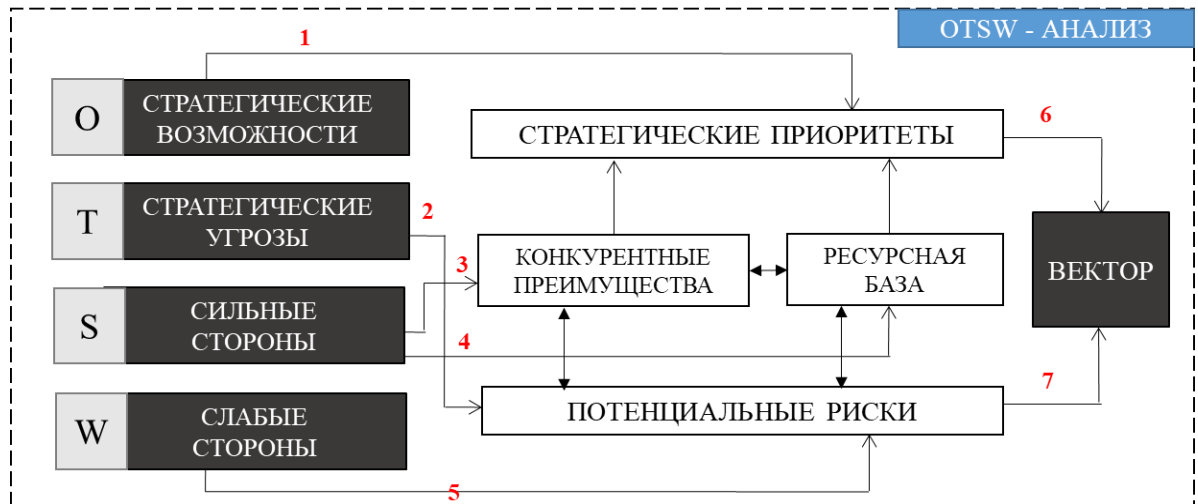 OTSW - АНАЛИЗ
1
O
СТРАТЕГИЧЕСКИЕ
ВОЗМОЖНОСТИ
СТРАТЕГИЧЕСКИЕ ПРИОРИТЕТЫ
6
T
СТРАТЕГИЧЕСКИЕ
УГРОЗЫ
2
3
КОНКУРЕНТНЫЕ
ПРЕИМУЩЕСТВА
РЕСУРСНАЯ
БАЗА
ВЕКТОР
S
СИЛЬНЫЕ
СТОРОНЫ
4
7
W
СЛАБЫЕ
СТОРОНЫ
ПОТЕНЦИАЛЬНЫЕ РИСКИ
5